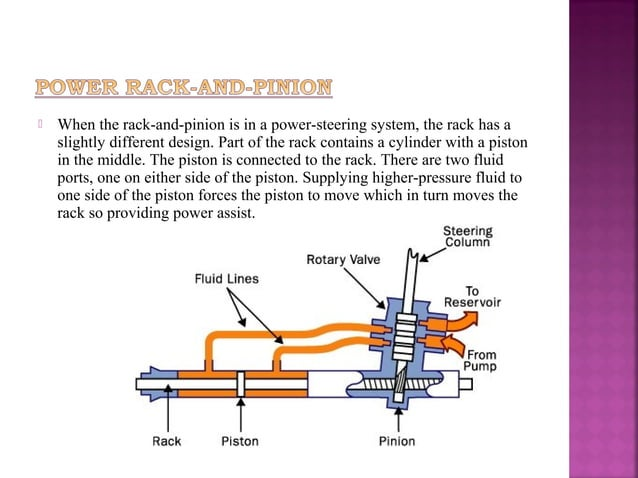 POWER RACK-AND-PINION
When the rack-and-pinion is in a power-steering system, the rack has a
slightly different design. Part of the rack contains a cylinder with a piston
in the middle. The piston is connected to the rack. There are two fluid
ports, one on either side of the piston. Supplying higher-pressure fluid to
one side of the piston forces the piston to move which in turn moves the
rack so providing power assist.
Steering
Column
Rotary Valve
Fluid Lines
To
Reservoir
From
Pump
Rack
Piston
Pinion